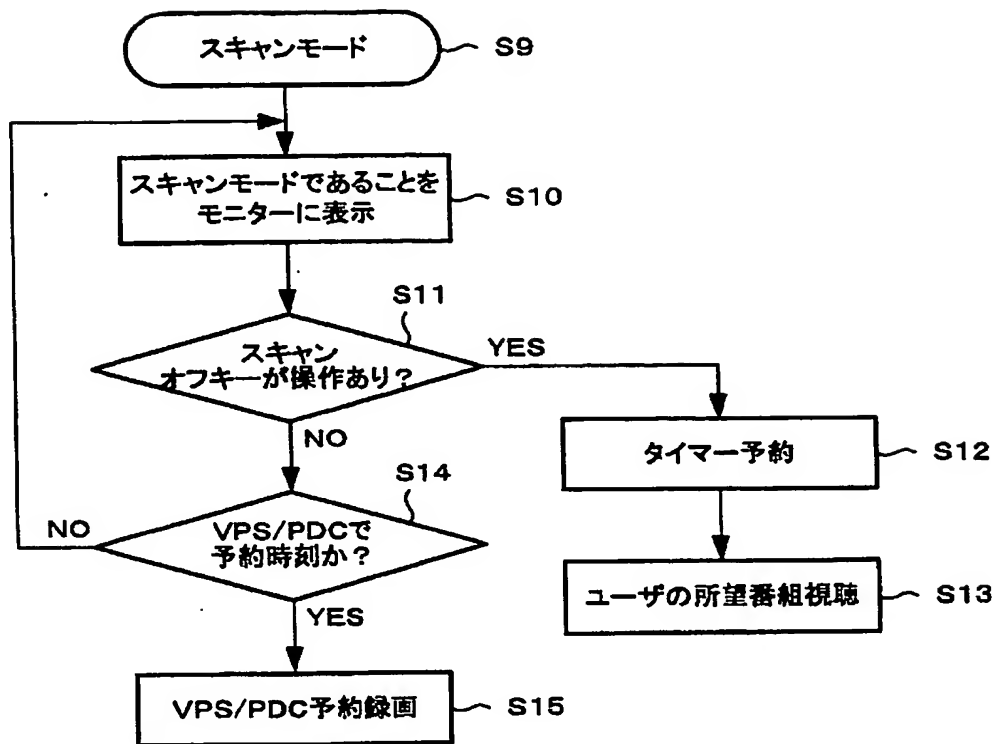 スキャンモード
S9
スキャンモードであることを
モニターに表示
S10
S11
スキャン
オフキーが操作あり？
YES
NO
タイマー予約
S12
S14
VPS/PDCで
予約時刻か？
NO
YES
ユーザの所望番組視聴
S13
VPS/PDC予約録画
S15